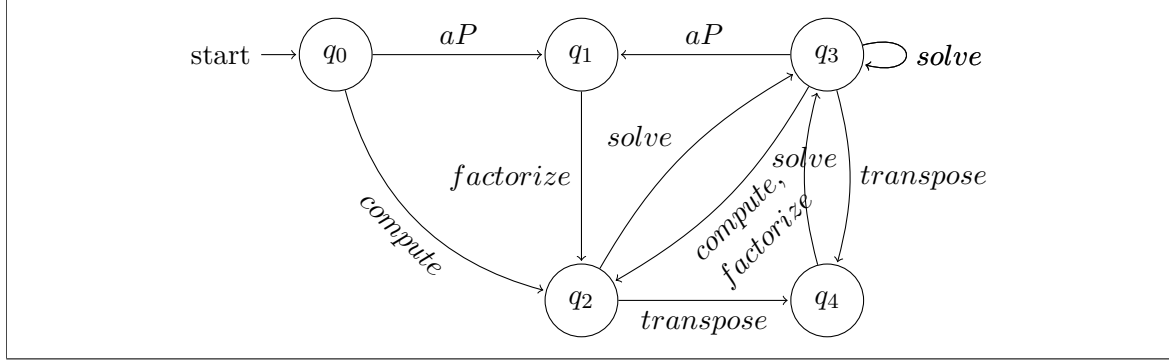 start
q0
aP
q1
aP
q3
solve
solve
factorize
compute
solve
transpose
compute,
factorize
q2
transpose
q4